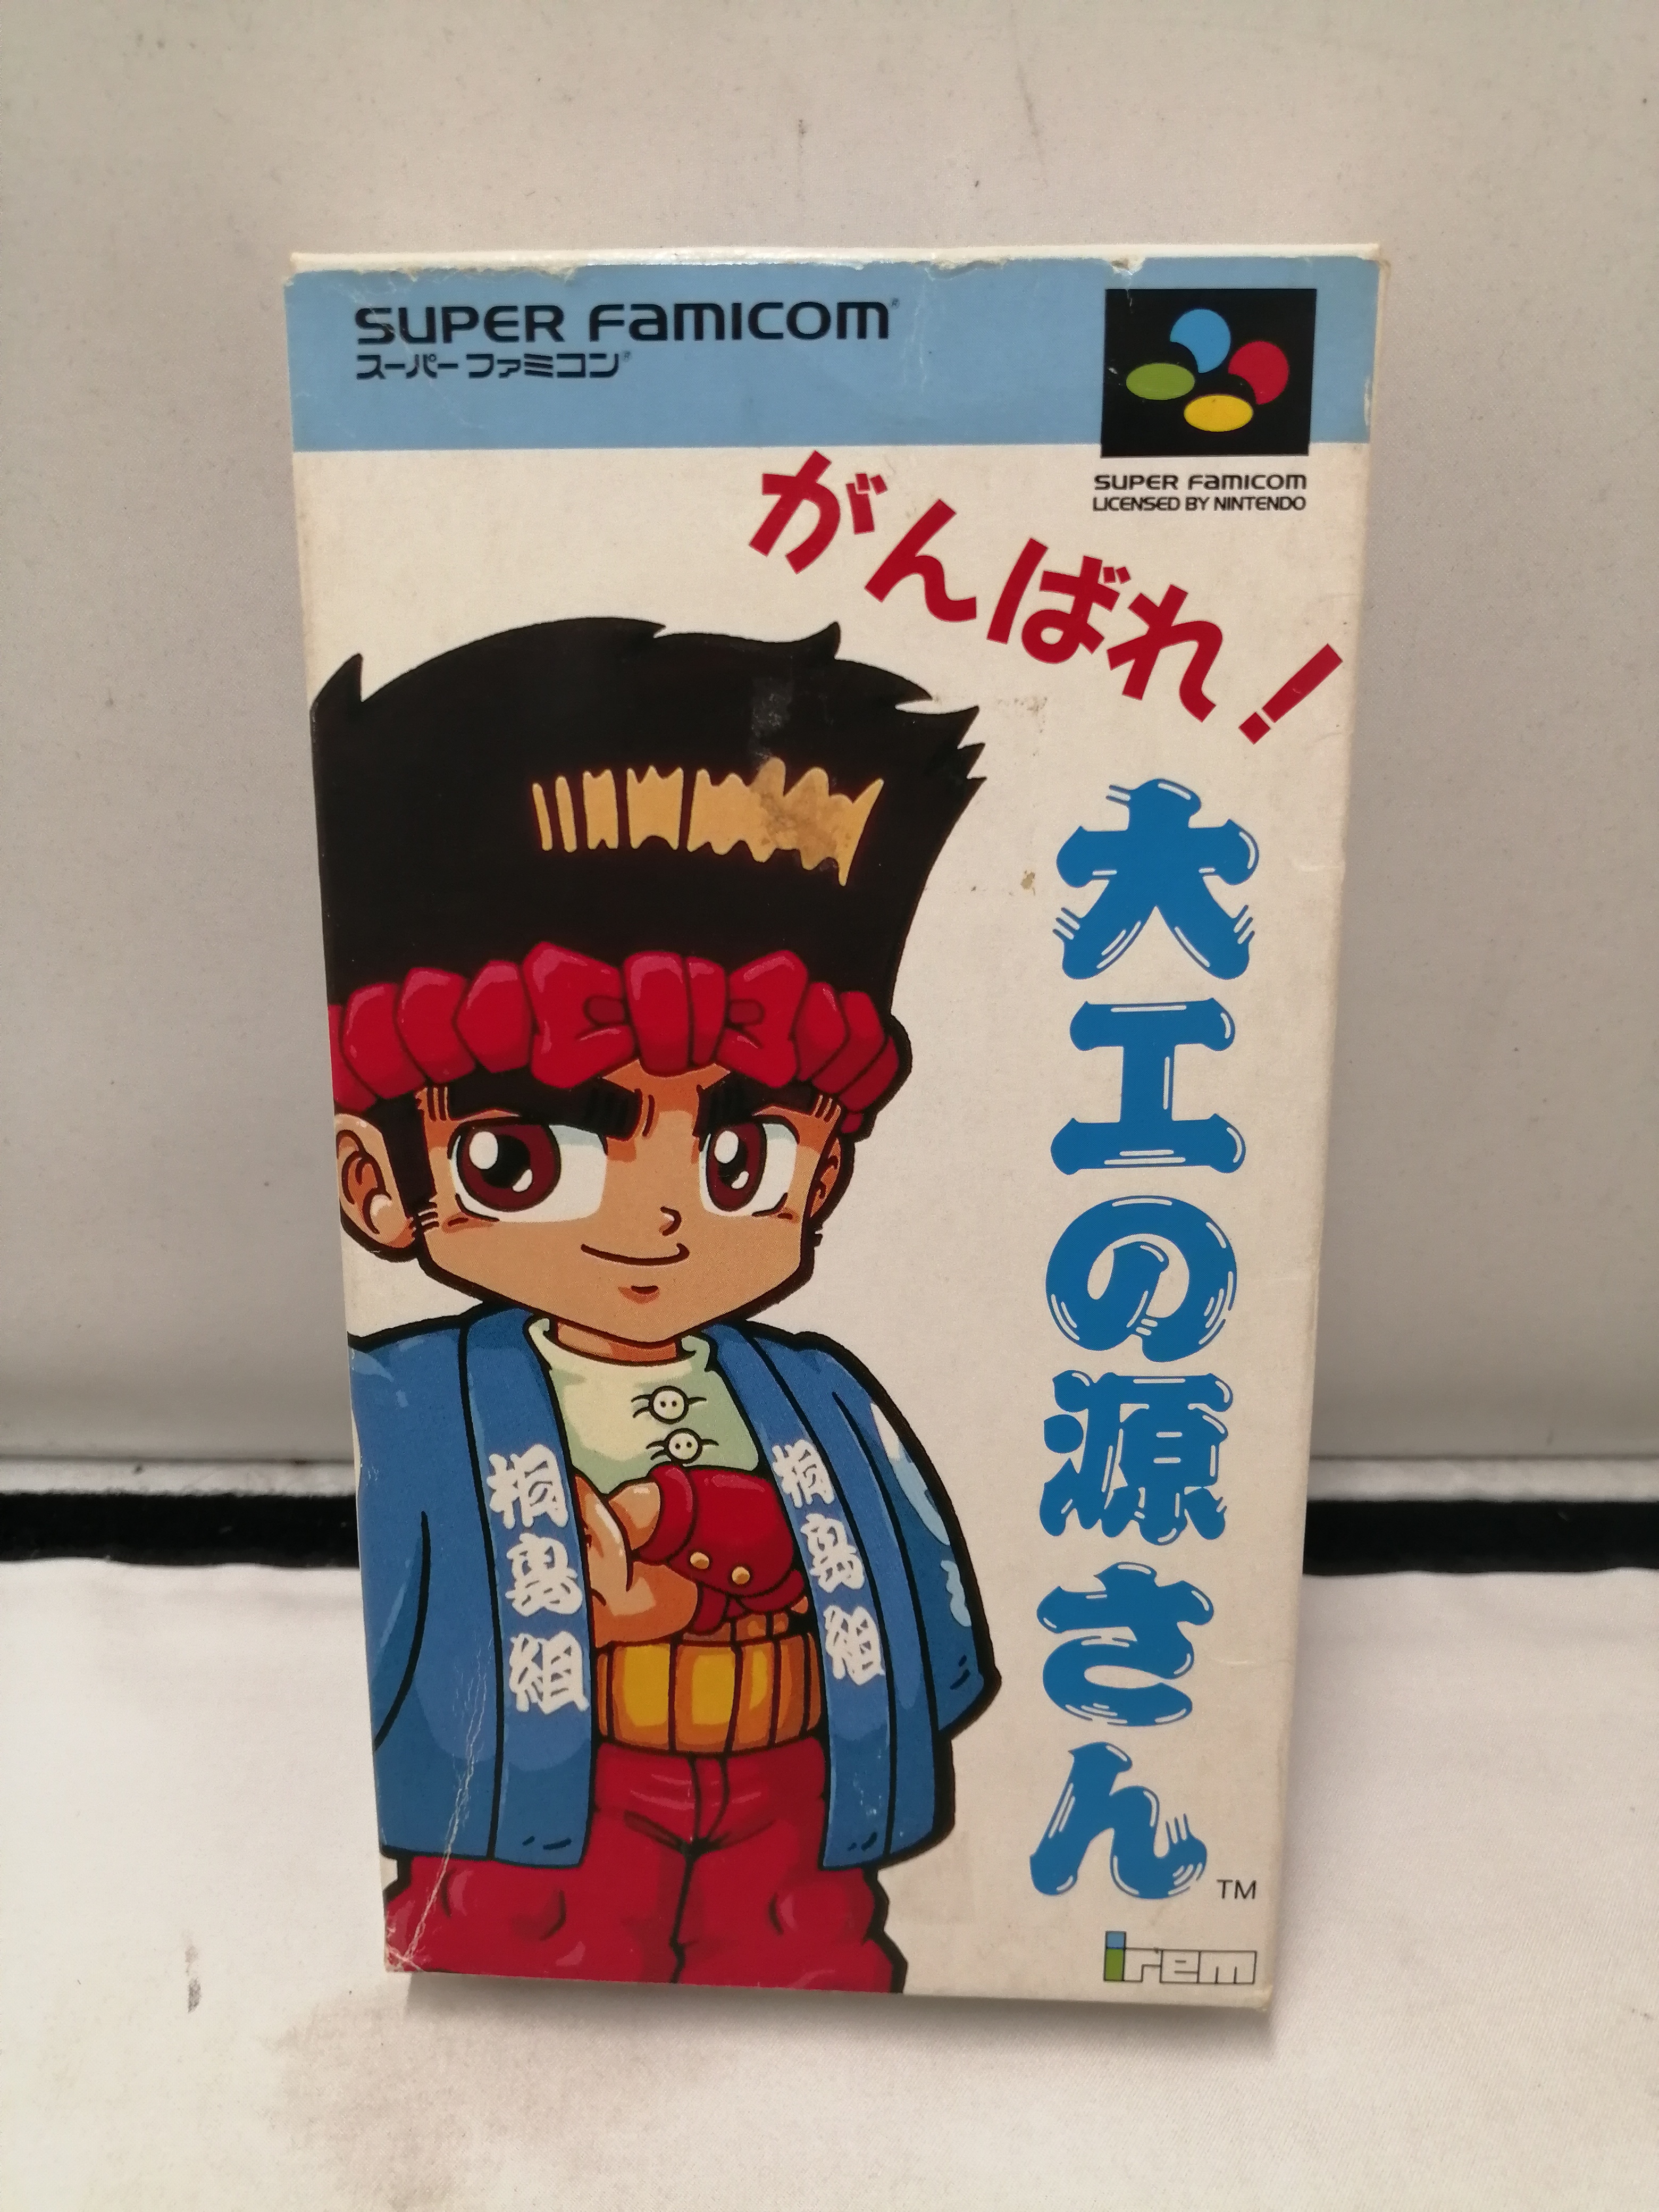 SUPER FAMICOM
スーパーファミコン
SUPER FAMICOM
LICENSED BY NINTENDO
がんばれ!
大工の源さん
TM
桐島組
桐島組
irem